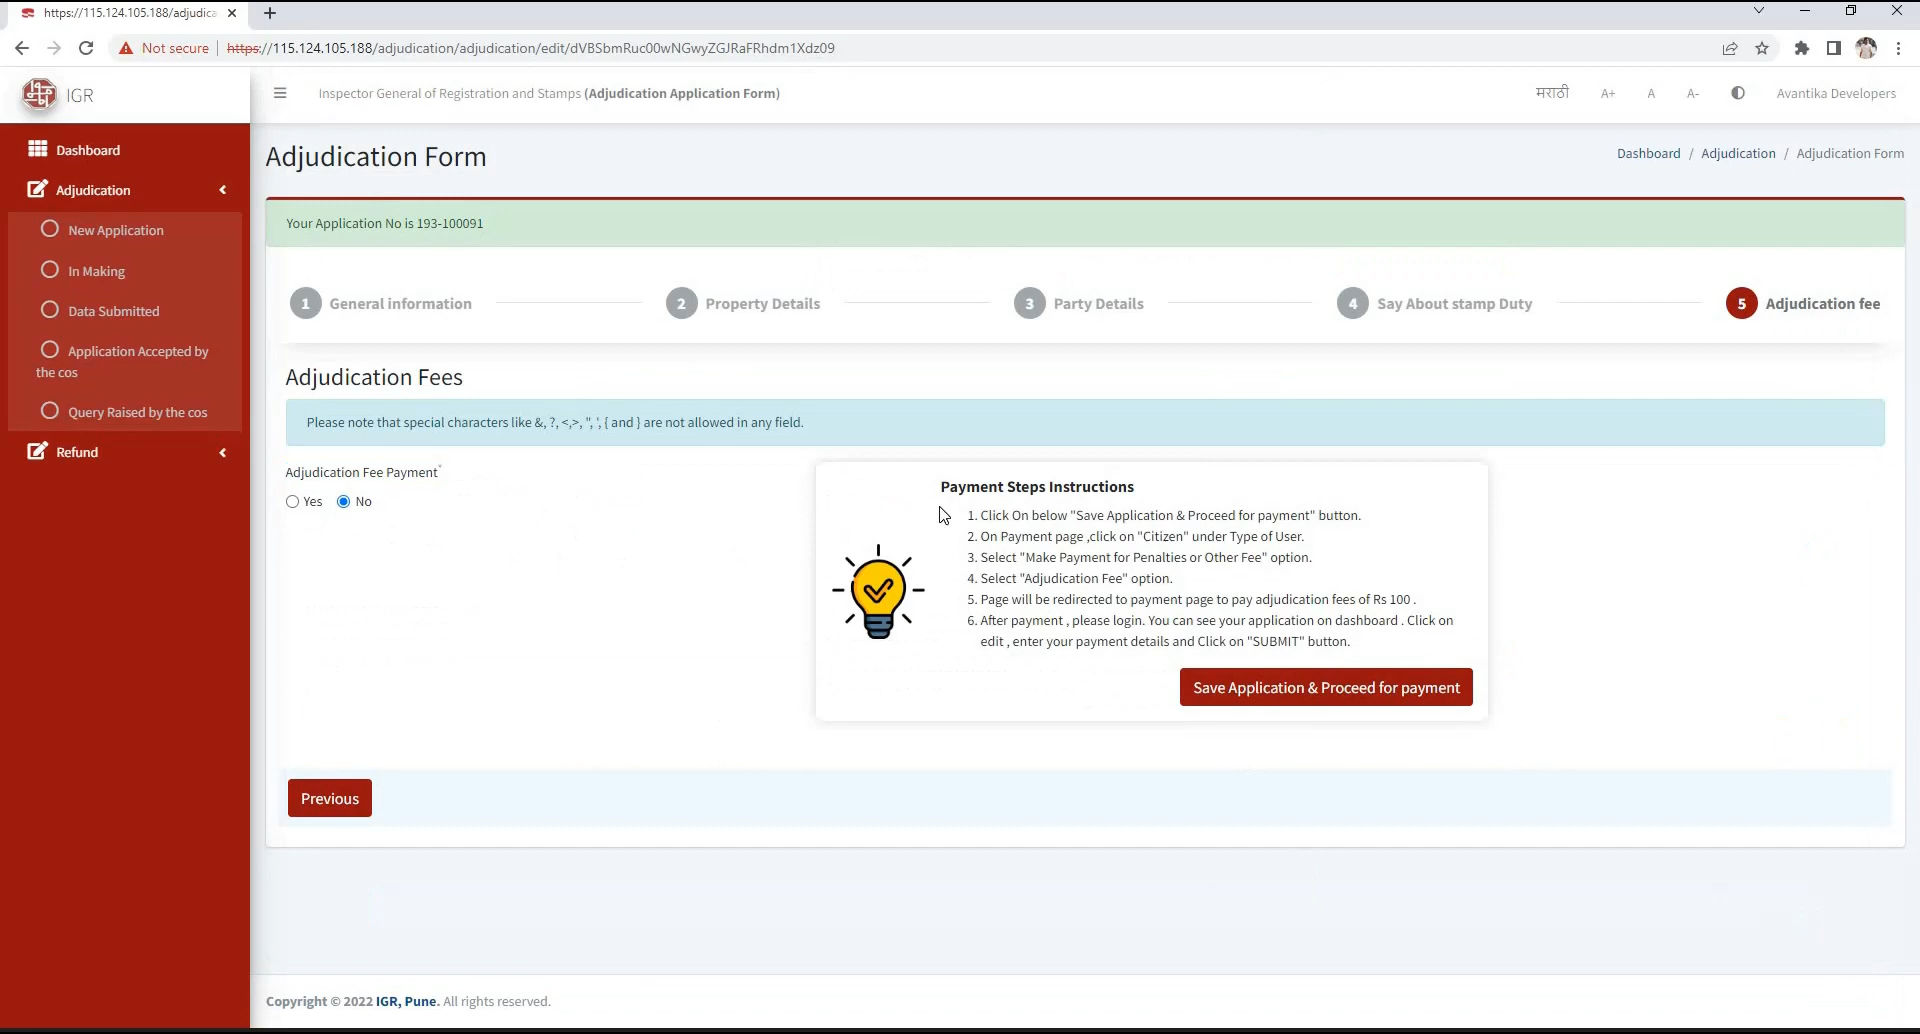 https://115.124.105.188/adjudica
Not secure
https://115.124.105.188/adjudication/adjudication/edit/dVBSbmRuc00wNGwyZGJRaFRhdm1Xdz09
IGR
Inspector General of Registration and Stamps (Adjudication Application Form)
मराठी
A+
A
A-
Avantika Developers
Dashboard
Adjudication
New Application
In Making
Data Submitted
Application Accepted by
the cos
Query Raised by the cos
Refund
Adjudication Form
Dashboard / Adjudication / Adjudication Form
Your Application No is 193-100091
1 General information
2 Property Details
3 Party Details
4 Say About stamp Duty
5 Adjudication fee
Adjudication Fees
Please note that special characters like &, ?, <,>, ", ', { and } are not allowed in any field.
Adjudication Fee Payment*
Yes No
Payment Steps Instructions
1. Click On below "Save Application & Proceed for payment" button.
2. On Payment page ,click on "Citizen" under Type of User.
3. Select "Make Payment for Penalties or Other Fee" option.
4. Select "Adjudication Fee" option.
5. Page will be redirected to payment page to pay adjudication fees of Rs 100 .
6. After payment , please login. You can see your application on dashboard . Click on
edit , enter your payment details and Click on "SUBMIT" button.
Save Application & Proceed for payment
Previous
Copyright © 2022 IGR, Pune. All rights reserved.